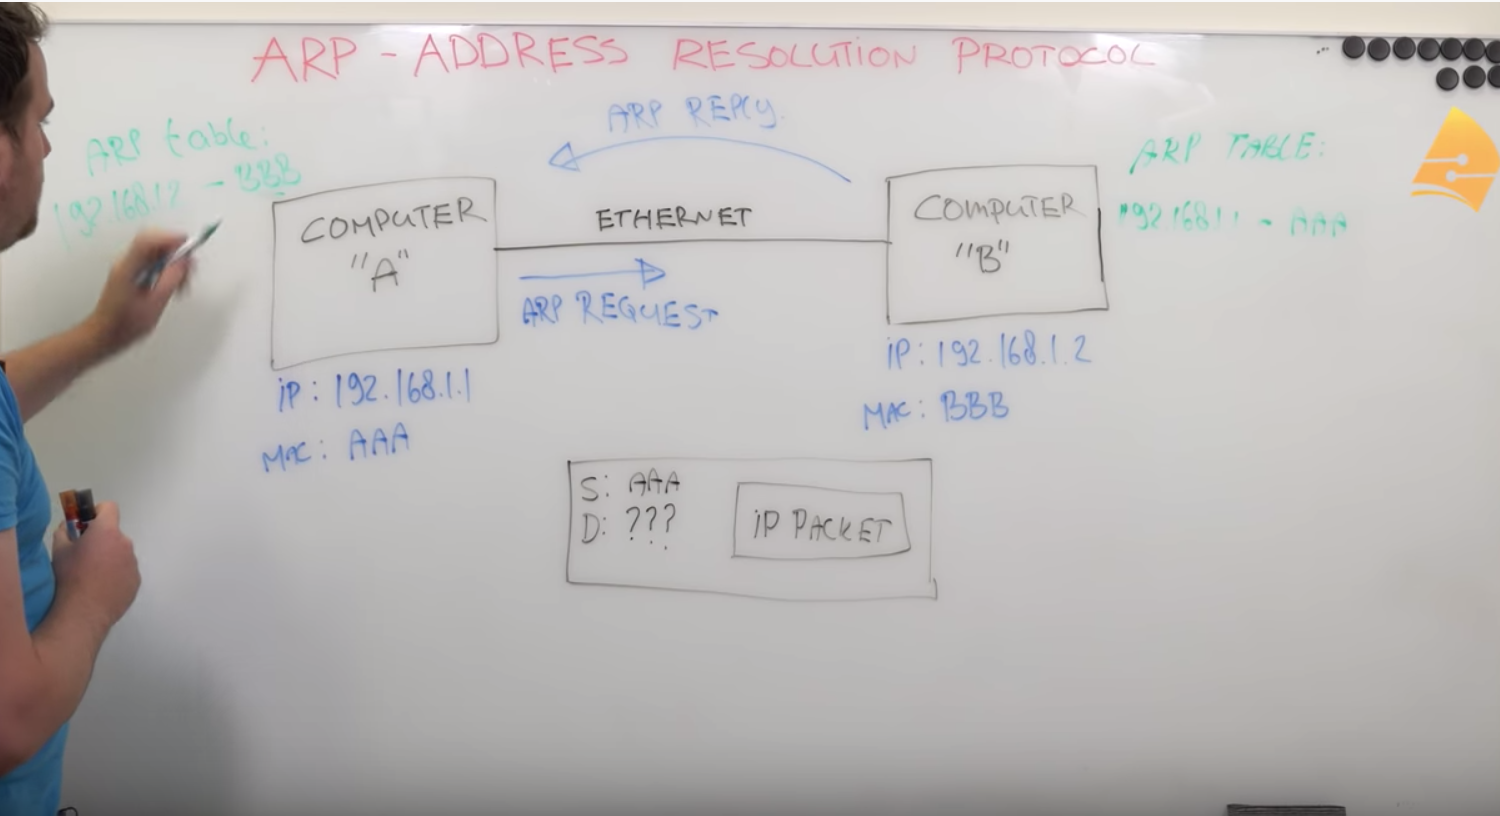 ARP - ADDRESS RESOLUTION PROTOCOL
ARP table:
192.168.1.2 - BBB
COMPUTER
"A"
IP: 192.168.1.1
MAC: AAA
ARP REPLY
ETHERNET
ARP REQUEST
COMPUTER
"B"
IP: 192.168.1.2
MAC: BBB
ARP TABLE:
192.168.1.1 - AAA
S: AAA
D: ???
IP PACKET